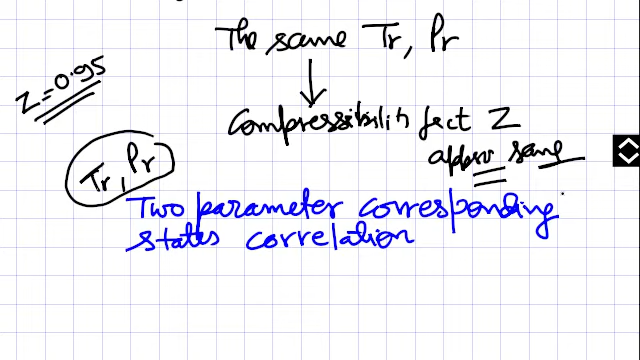 The same Tr, Pr
Z=0.95
Compressibility fact Z
approx same
Tr, Pr
Two parameter corresponding
states correlation